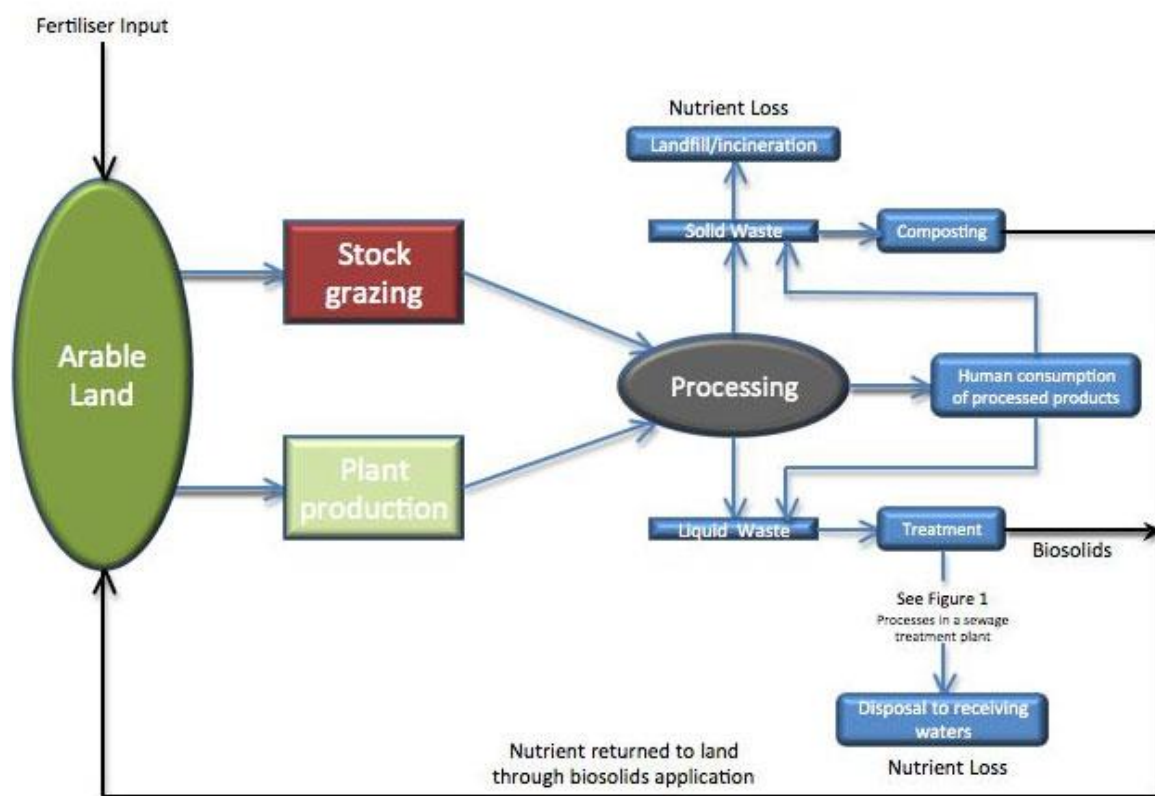 Fertiliser Input
Nutrient Loss
Landfill/incineration
Solid Waste
Composting
Stock
grazing
Arable
Land
Processing
Human consumption
of processed products
Plant
production
Liquid Waste
Treatment
Biosolids
See Figure 1
Processes in a sewage
treatment plant
Disposal to receiving
waters
Nutrient Loss
Nutrient returned to land
through biosolids application